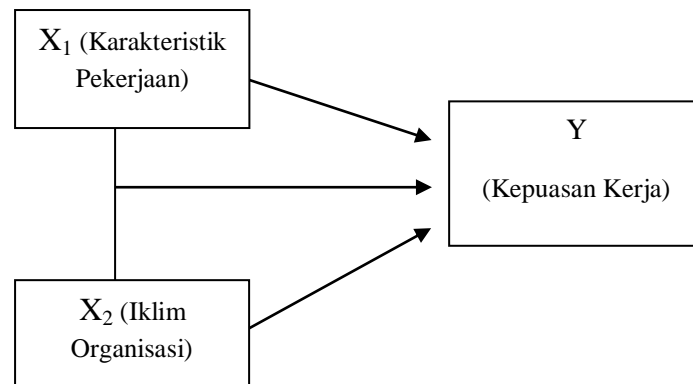 X₁ (Karakteristik
Pekerjaan)
Y
(Kepuasan Kerja)
X₂ (Iklim
Organisasi)